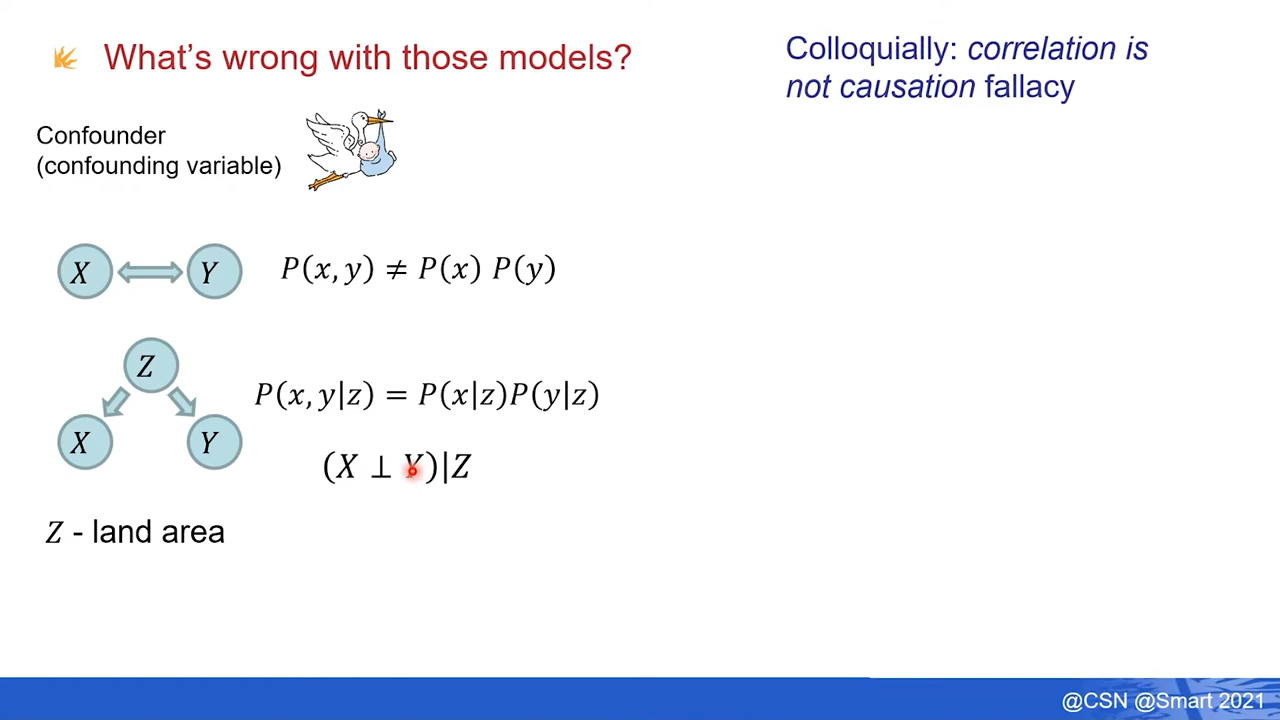 What's wrong with those models?
Colloquially: correlation is
not causation fallacy
Confounder
(confounding variable)
X Y P(x, y) ≠ P(x) P(y)
Z
P(x, y|z) = P(x|z)P(y|z)
X Y
(X ⊥ Y)|Z
Z - land area
@CSN @Smart 2021